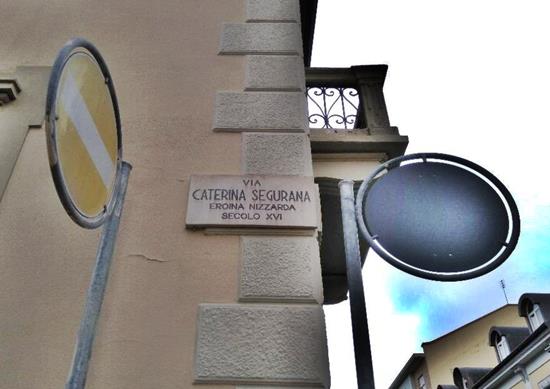 VIA
CATERINA SEGURANA
EROINA NIZZARDA
SECOLO XVI